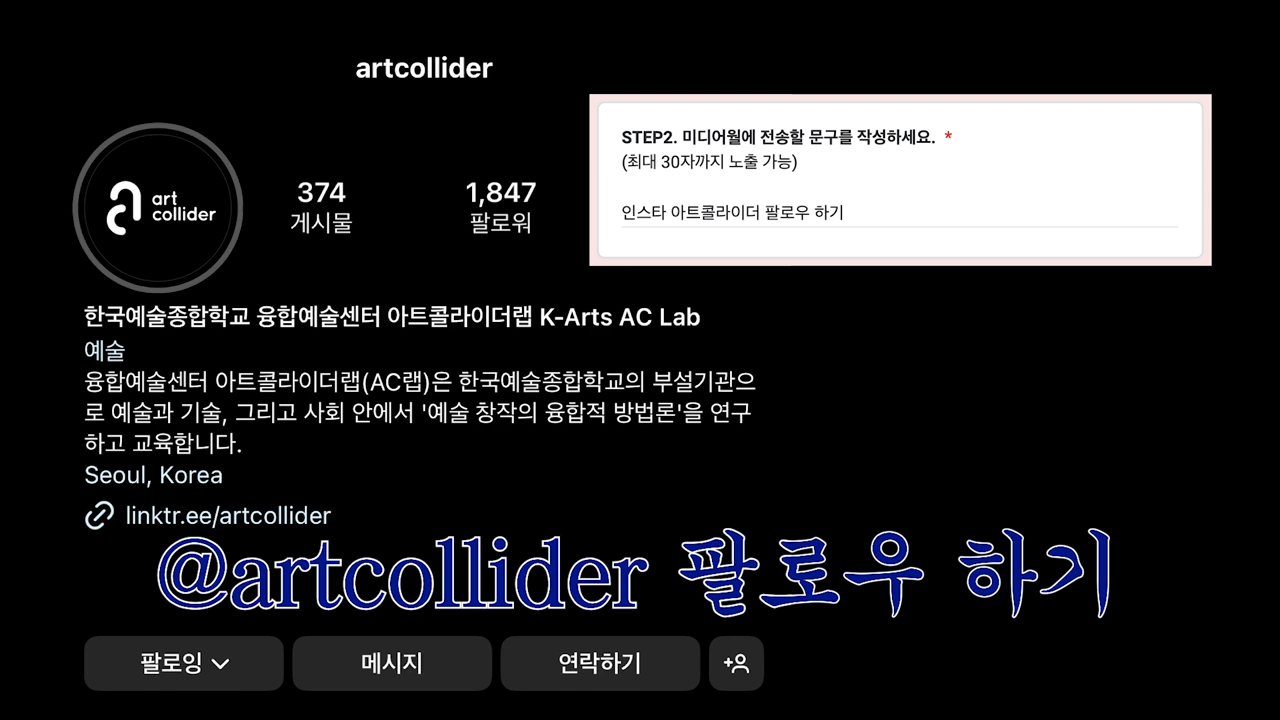 artcollider
art
collider
374
게시물
1,847
팔로워
STEP2. 미디어월에 전송할 문구를 작성하세요. *
(최대 30자까지 노출 가능)
인스타 아트콜라이더 팔로우 하기
한국예술종합학교 융합예술센터 아트콜라이더랩 K-Arts AC Lab
예술
융합예술센터 아트콜라이더랩(AC랩)은 한국예술종합학교의 부설기관으
로 예술과 기술, 그리고 사회 안에서 '예술 창작의 융합적 방법론'을 연구
하고 교육합니다.
Seoul, Korea
linktr.ee/artcollider
@artcollider 팔로우 하기
팔로잉
메시지
연락하기